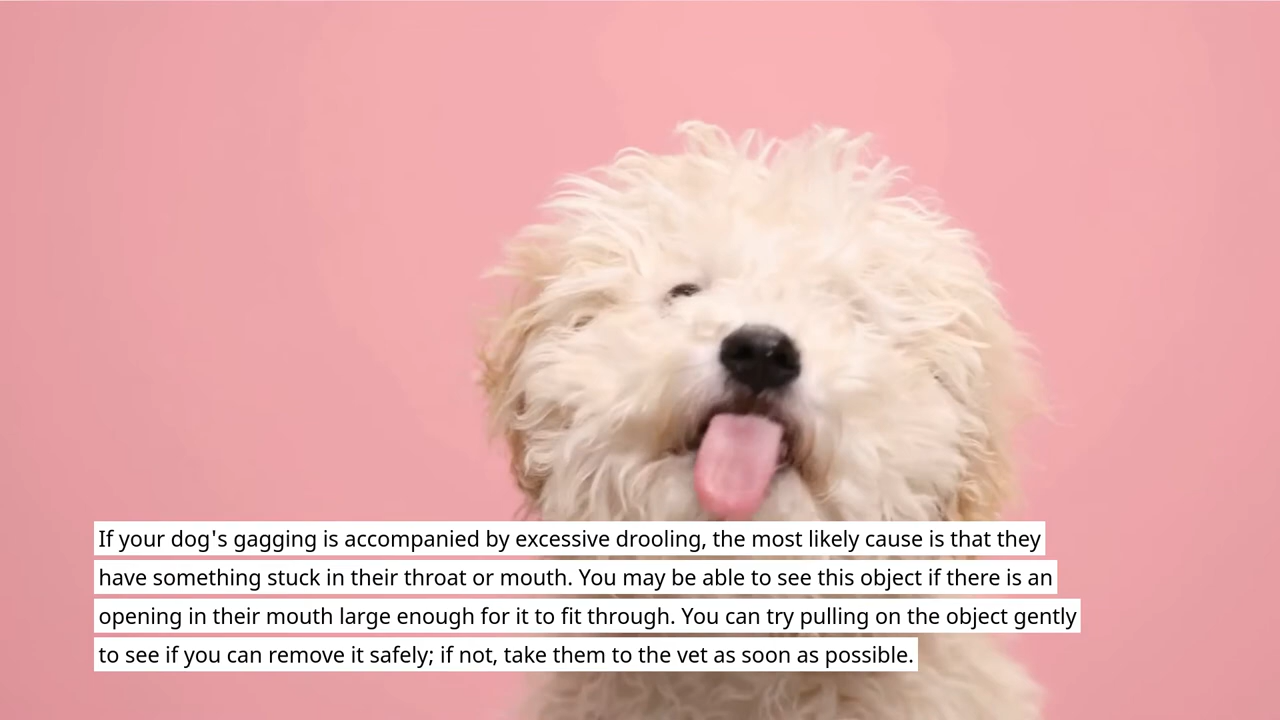 If your dog's gagging is accompanied by excessive drooling, the most likely cause is that they
have something stuck in their throat or mouth. You may be able to see this object if there is an
opening in their mouth large enough for it to fit through. You can try pulling on the object gently
to see if you can remove it safely; if not, take them to the vet as soon as possible.